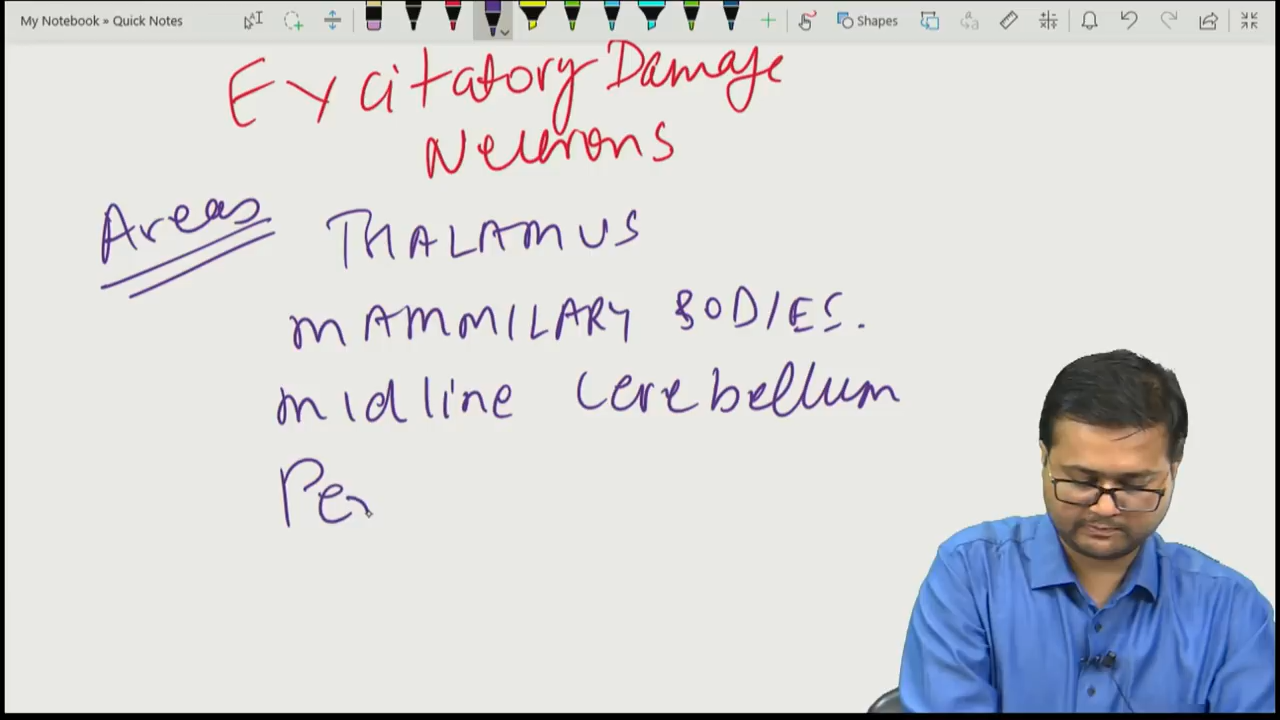 My Notebook » Quick Notes
Shapes
Excitatory Damage
Neurons
Areas THALAMUS
MAMMILARY BODIES.
midline Cerebellum
Per